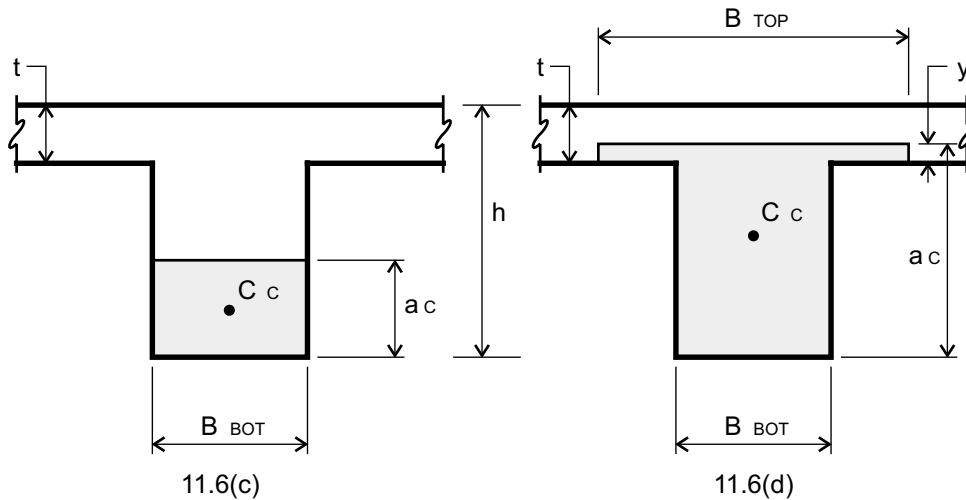 B TOP
t
t
y
h
C C
a C
C C
a C
B BOT
B BOT
11.6(c)
11.6(d)